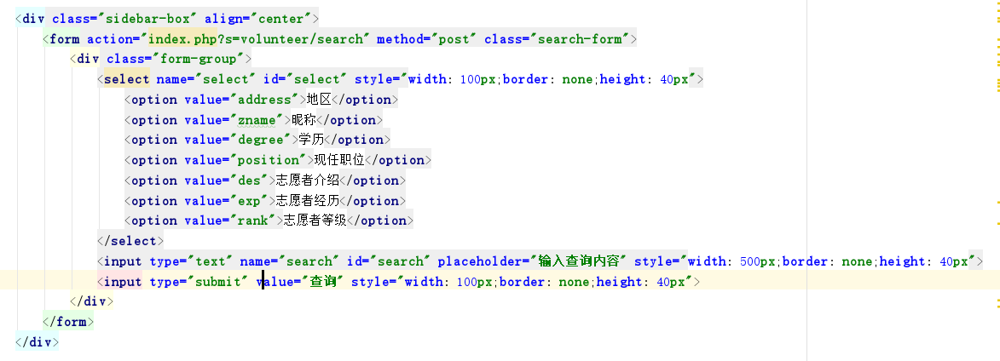 <div class="sidebar-box" align="center">
<form action="index.php?s=volunteer/search" method="post" class="search-form">
<div class="form-group">
<select name="select" id="select" style="width: 100px;border: none;height: 40px">
<option value="address">地区</option>
<option value="zname">昵称</option>
<option value="degree">学历</option>
<option value="position">现任职位</option>
<option value="des">志愿者介绍</option>
<option value="exp">志愿者经历</option>
<option value="rank">志愿者等级</option>
</select>
<input type="text" name="search" id="search" placeholder="输入查询内容" style="width: 500px;border: none;height: 40px">
<input type="submit" value="查询" style="width: 100px;border: none;height: 40px">
</div>
</form>
</div>